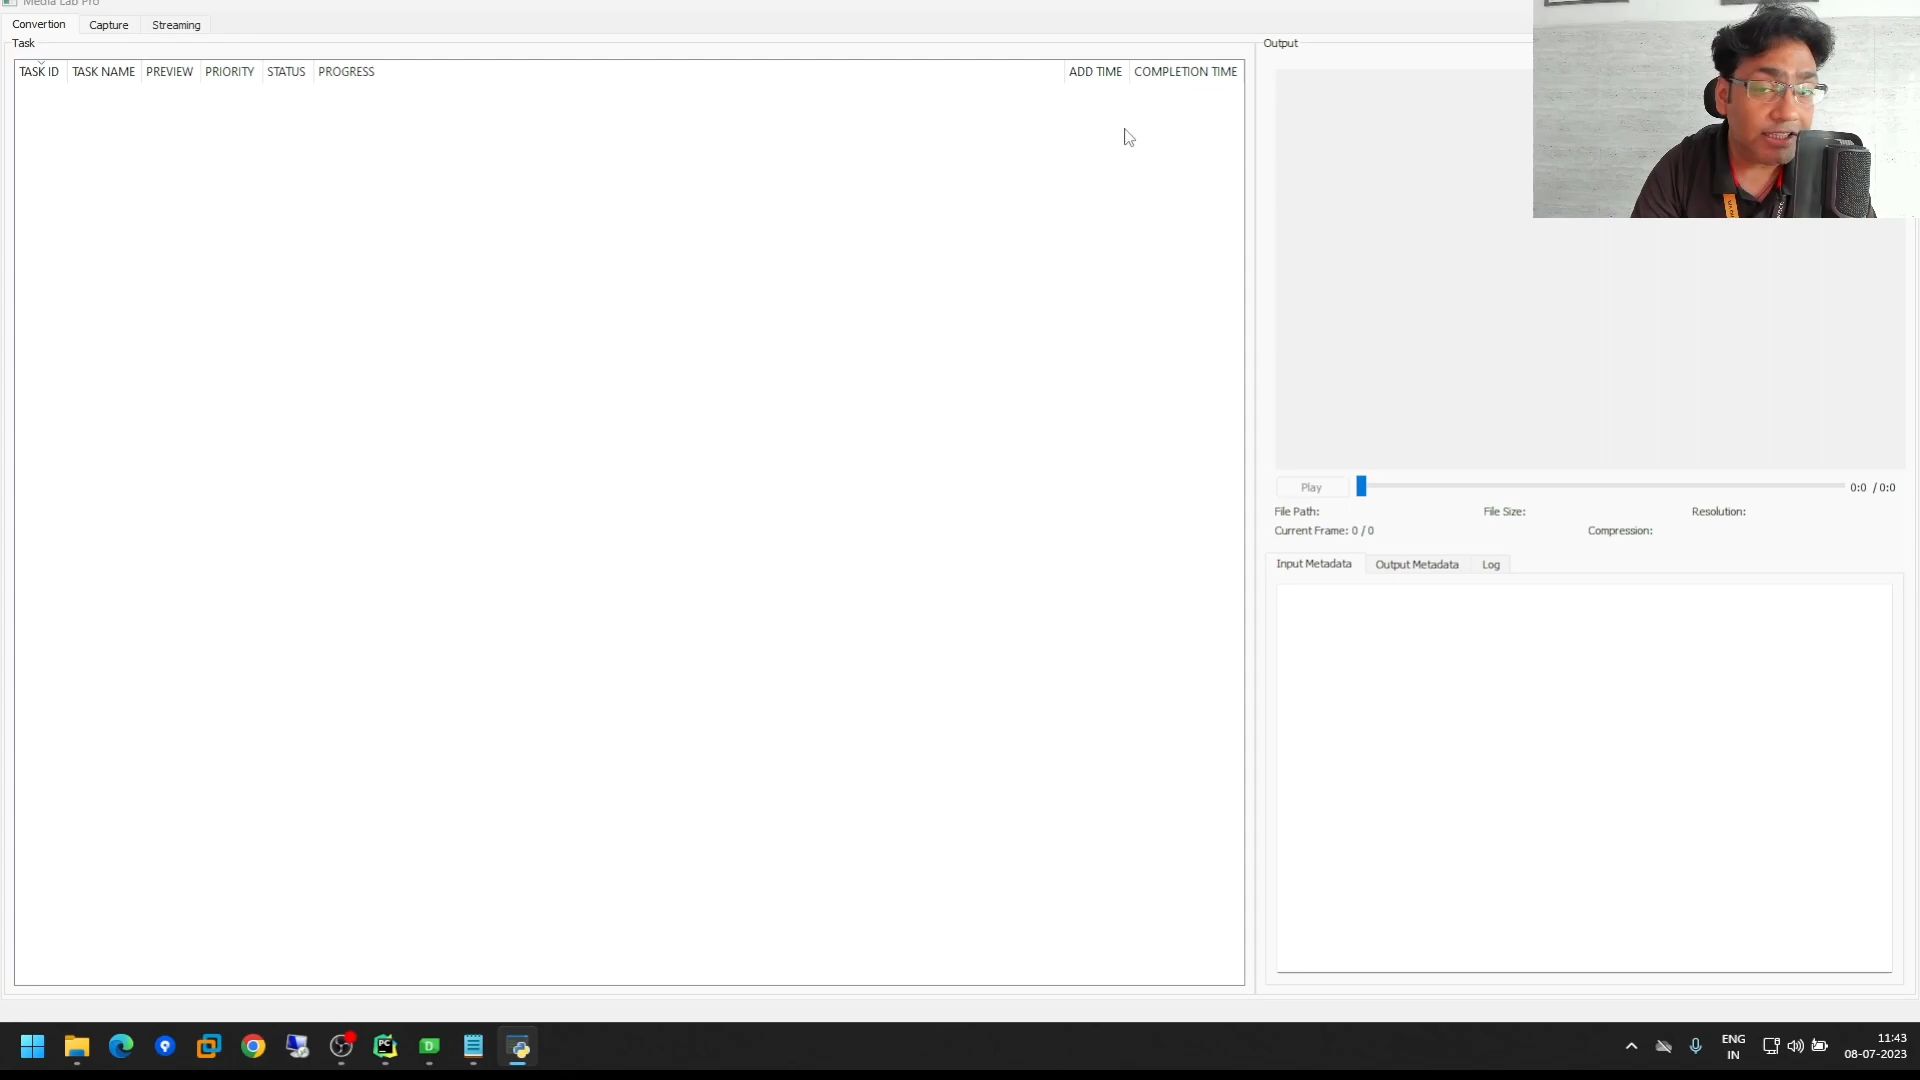 Media Lab Pro
Convertion Capture Streaming
Task
TASK ID TASK NAME PREVIEW PRIORITY STATUS PROGRESS ADD TIME COMPLETION TIME
Output
Play 0:0 / 0:0
File Path: File Size: Resolution:
Current Frame: 0 / 0 Compression:
Input Metadata Output Metadata Log
PC D
ENG
IN
11:43
08-07-2023